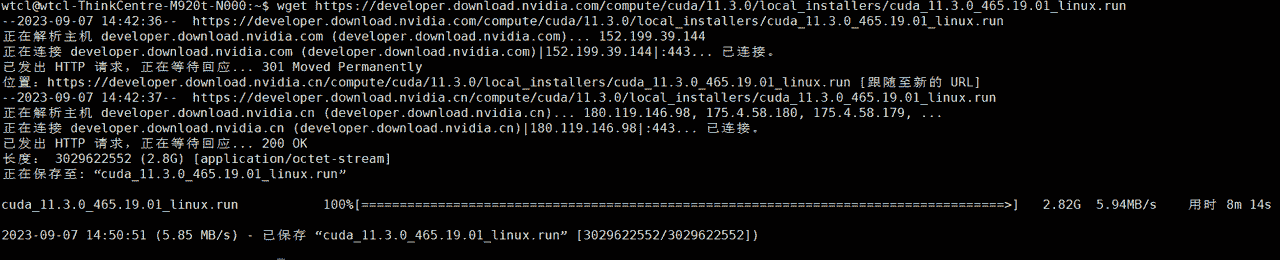 wtcl@wtcl-ThinkCentre-M920t-N000:~$ wget https://developer.download.nvidia.com/compute/cuda/11.3.0/local_installers/cuda_11.3.0_465.19.01_linux.run
--2023-09-07 14:42:36--  https://developer.download.nvidia.com/compute/cuda/11.3.0/local_installers/cuda_11.3.0_465.19.01_linux.run
正在解析主机 developer.download.nvidia.com (developer.download.nvidia.com)... 152.199.39.144
正在连接 developer.download.nvidia.com (developer.download.nvidia.com)|152.199.39.144|:443... 已连接。
已发出 HTTP 请求，正在等待回应... 301 Moved Permanently
位置：https://developer.download.nvidia.cn/compute/cuda/11.3.0/local_installers/cuda_11.3.0_465.19.01_linux.run [跟随至新的 URL]
--2023-09-07 14:42:37--  https://developer.download.nvidia.cn/compute/cuda/11.3.0/local_installers/cuda_11.3.0_465.19.01_linux.run
正在解析主机 developer.download.nvidia.cn (developer.download.nvidia.cn)... 180.119.146.98, 175.4.58.180, 175.4.58.179, ...
正在连接 developer.download.nvidia.cn (developer.download.nvidia.cn)|180.119.146.98|:443... 已连接。
已发出 HTTP 请求，正在等待回应... 200 OK
长度： 3029622552 (2.8G) [application/octet-stream]
正在保存至: “cuda_11.3.0_465.19.01_linux.run”
cuda_11.3.0_465.19.01_linux.run 100%[=====================================================================================>] 2.82G 5.94MB/s 用时 8m 14s
2023-09-07 14:50:51 (5.85 MB/s) - 已保存 “cuda_11.3.0_465.19.01_linux.run” [3029622552/3029622552])